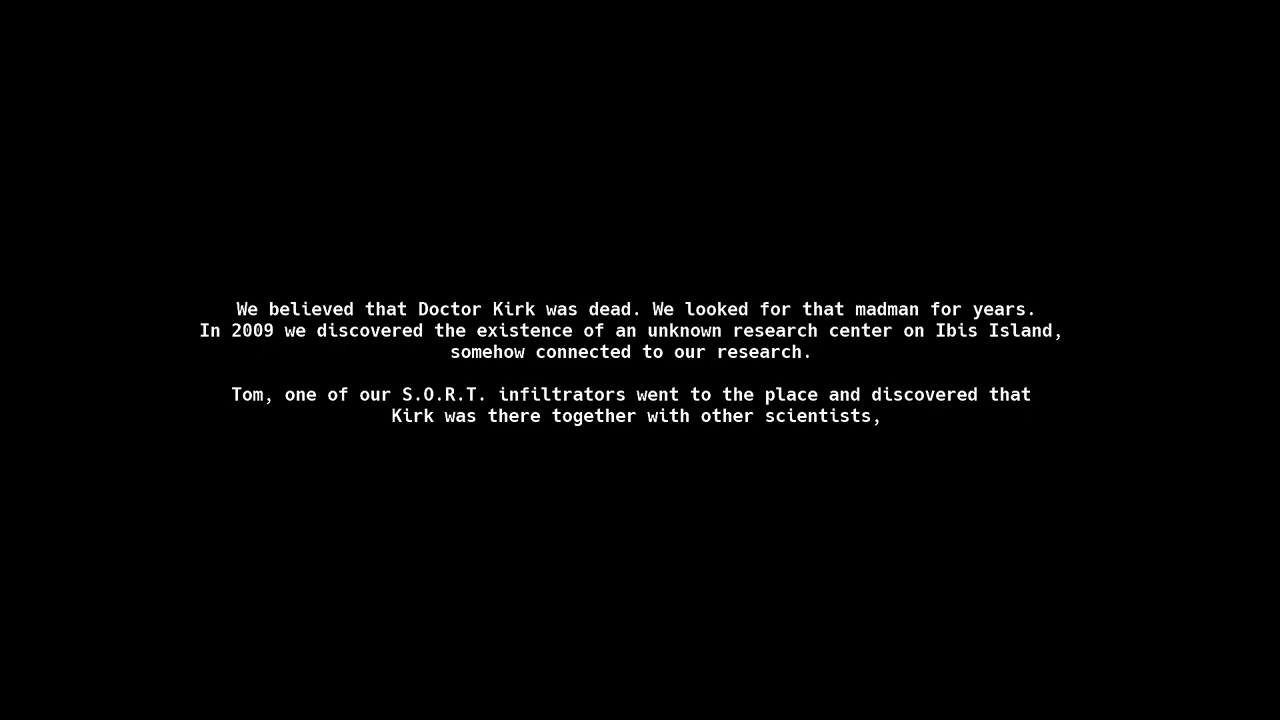 We believed that Doctor Kirk was dead. We looked for that madman for years.
In 2009 we discovered the existence of an unknown research center on Ibis Island,
somehow connected to our research.
Tom, one of our S.O.R.T. infiltrators went to the place and discovered that
Kirk was there together with other scientists,